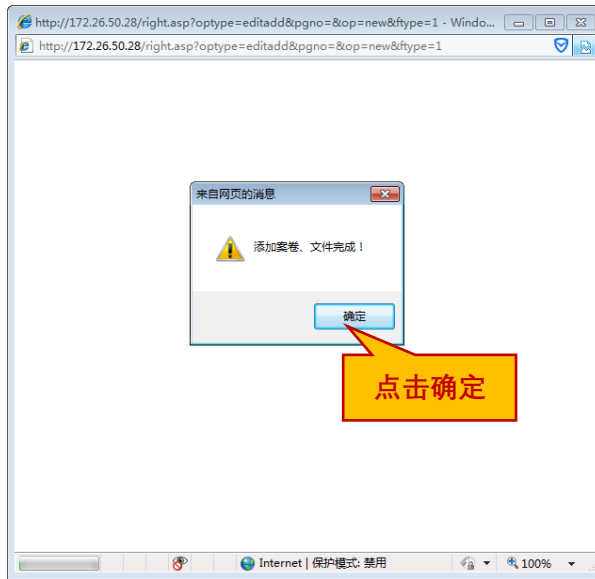 http://172.26.50.28/right.asp?optype=editadd&pgno=&op=new&ftype=1 - Windo...
http://172.26.50.28/right.asp?optype=editadd&pgno=&op=new&ftype=1
来自网页的消息
添加案卷、文件完成！
确定
点击确定
Internet | 保护模式: 禁用
100%